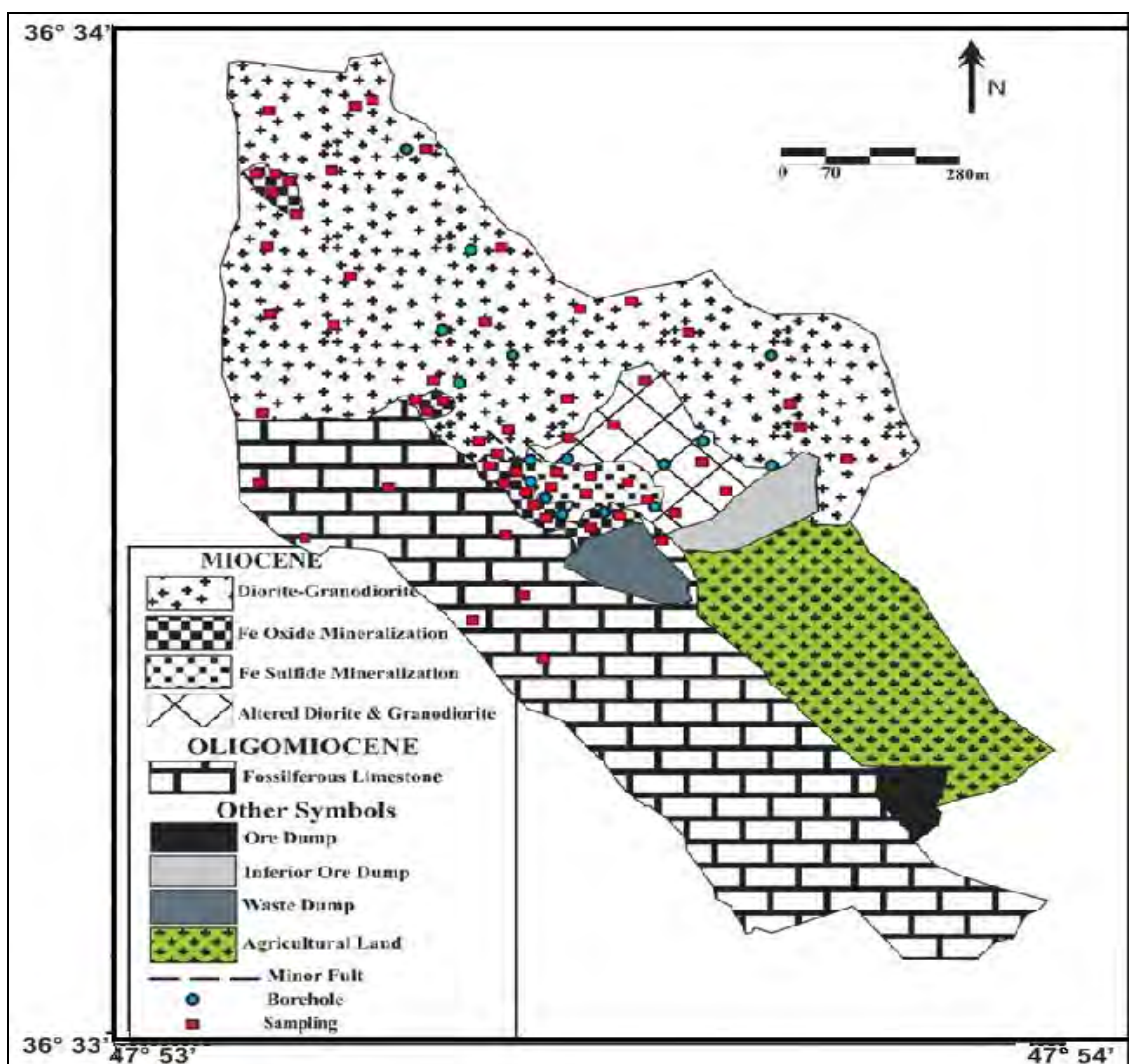 36° 34'
N
0 70 280m
MIOCENE
Diorite-Granodiorite
Fe Oxide Mineralization
Fe Sulfide Mineralization
Altered Diorite & Granodiorite
OLIGOMIOCENE
Fossilferous Limestone
Other Symbols
Ore Dump
Inferior Ore Dump
Waste Dump
Agricultural Land
Minor Fult
Borehole
Sampling
36° 33'
47° 53' 47° 54'